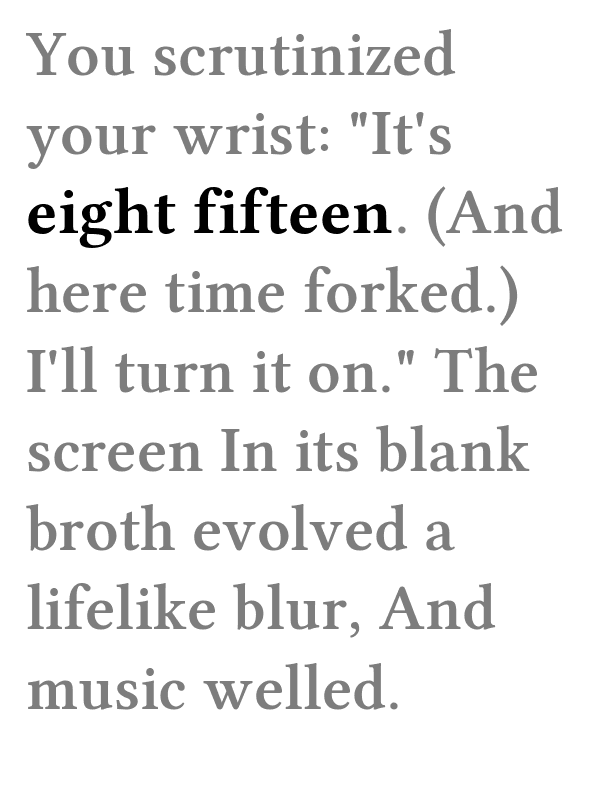 You scrutinized
your wrist: "It's
eight fifteen. (And
here time forked.)
I'll turn it on." The
screen In its blank
broth evolved a
lifelike blur, And
music welled.